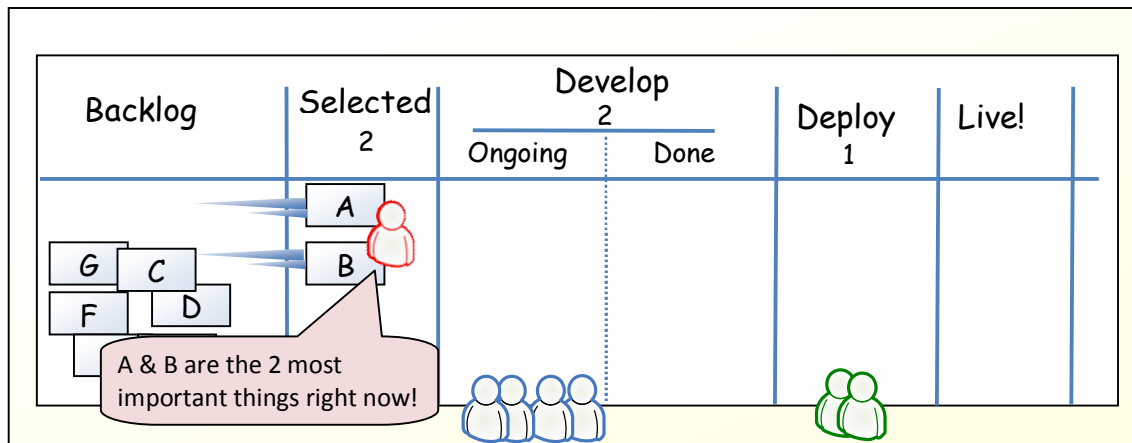 Backlog
Selected
2
Develop
2
Ongoing
Done
Deploy
1
Live!
A
B
G
C
F
D
A & B are the 2 most
important things right now!